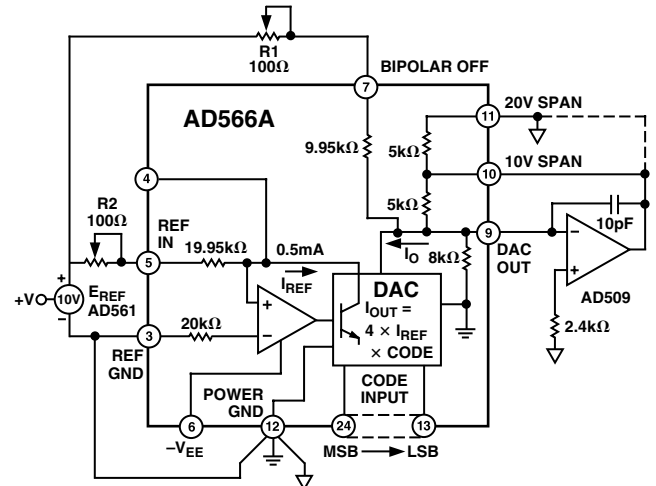 R1
100Ω
BIPOLAR OFF
7
AD566A
20V SPAN
11
9.95kΩ
5kΩ
10V SPAN
10
4
5kΩ
10pF
R2
100Ω
REF
IN
19.95kΩ
0.5mA
9
DAC
OUT
5
IREF
IO
8kΩ
+V
10V
+
−
EREF
AD561
DAC
IOUT =
4 × IREF
× CODE
+
−
−
+
AD509
3
20kΩ
2.4kΩ
REF
GND
POWER
GND
CODE
INPUT
6
12
24
13
−VEE
MSB
LSB